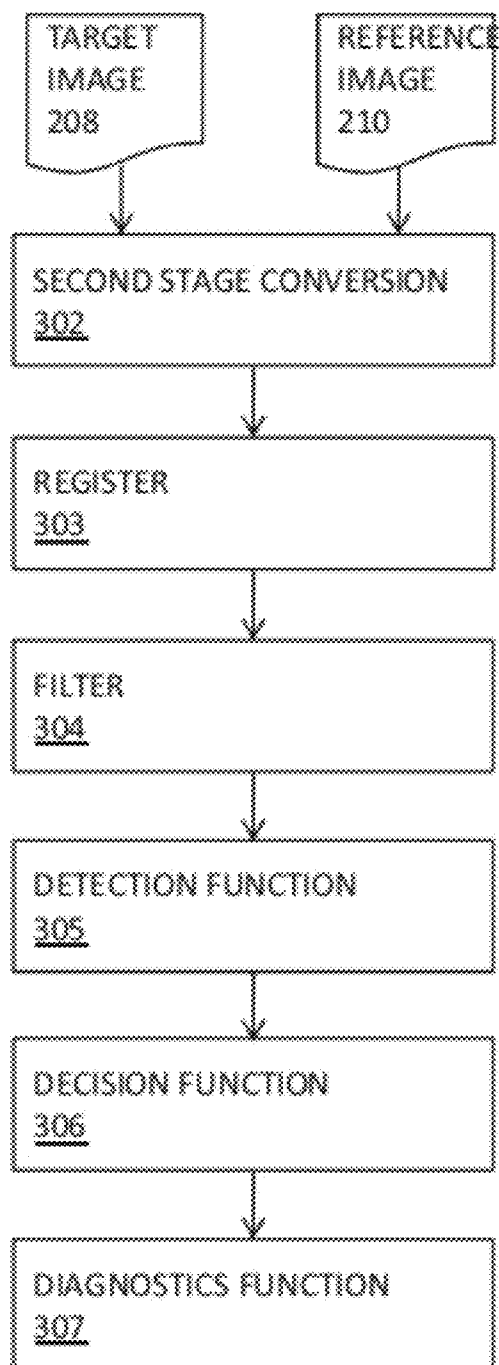 TARGET
IMAGE
208
REFERENCE
IMAGE
210
SECOND STAGE CONVERSION
302
REGISTER
303
FILTER
304
DETECTION FUNCTION
305
DECISION FUNCTION
306
DIAGNOSTICS FUNCTION
307